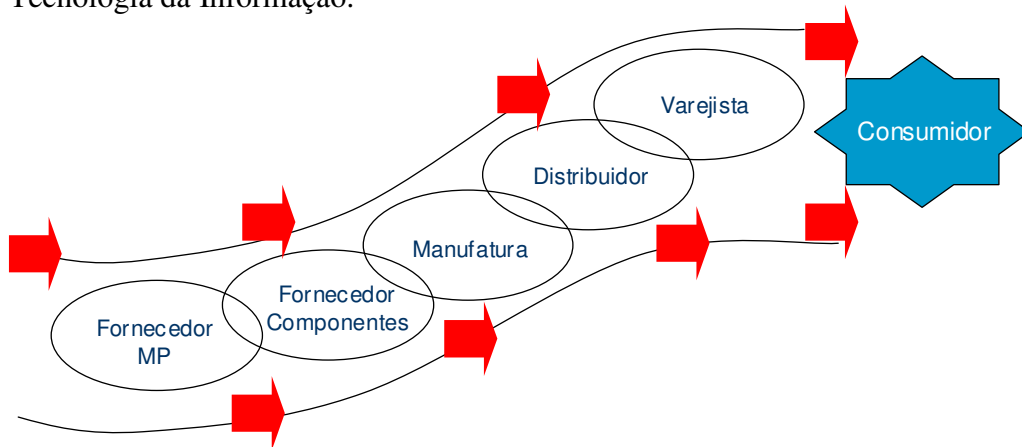 Tecnologia da Informação.
Varejista
Consumidor
Distribuidor
Manufatura
Fornecedor
Componentes
Fornecedor
MP